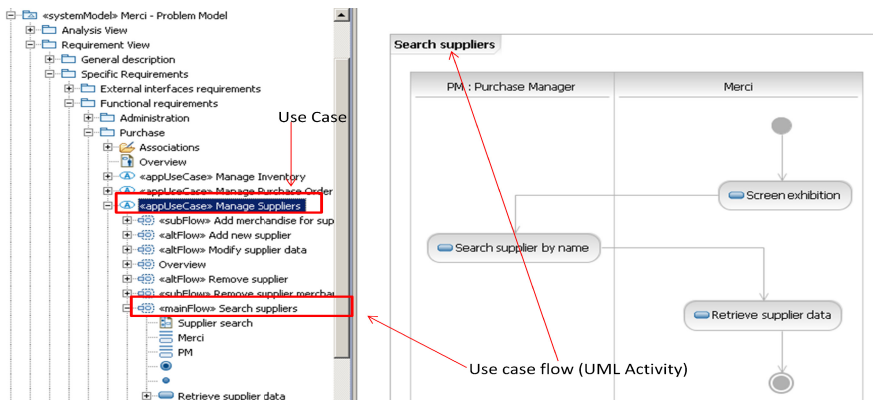 «systemModel» Merci - Problem Model
Analysis View
Requirement View
General description
Specific Requirements
External interfaces requirements
Functional requirements
Administration
Use Case
Purchase
Associations
Overview
«appUseCase» Manage Inventory
«appUseCase» Manage Purchase Order
«appUseCase» Manage Suppliers
«subFlow» Add merchandise for sup
«altFlow» Add new supplier
«altFlow» Modify supplier data
Overview
«altFlow» Remove supplier
«subFlow» Remove supplier merchar
«mainFlow» Search suppliers
Supplier search
Merci
PM
Retrieve supplier data
Search suppliers
PM : Purchase Manager
Merci
Screen exhibition
Search supplier by name
Retrieve supplier data
Use case flow (UML Activity)